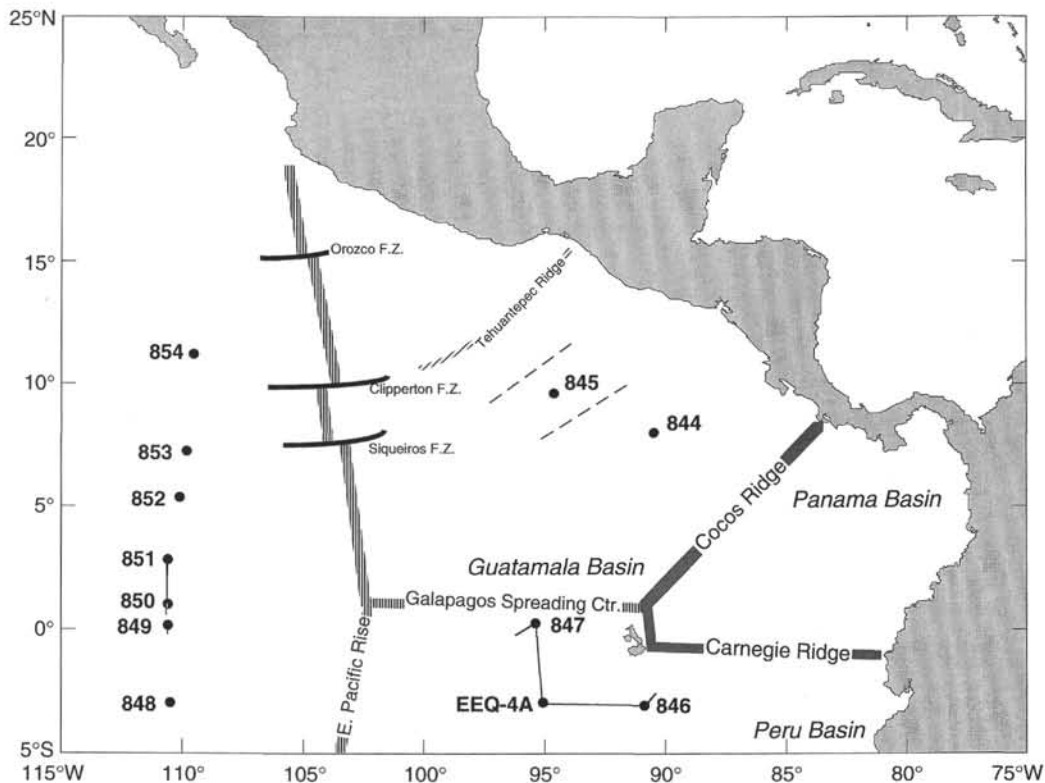 25°N
20°
Orozco F.Z.
15°
Tehuantepec Ridge
854
845
10°
Clipperton F.Z.
844
853
Siqueiros F.Z.
Cocos Ridge
852
5°
Panama Basin
851
Guatamala Basin
850
Galapagos Spreading Ctr.
849
0°
847
Carnegie Ridge
E. Pacific Rise
848
EEQ-4A
846
Peru Basin
5°S
115°W 110° 105° 100° 95° 90° 85° 80° 75°W